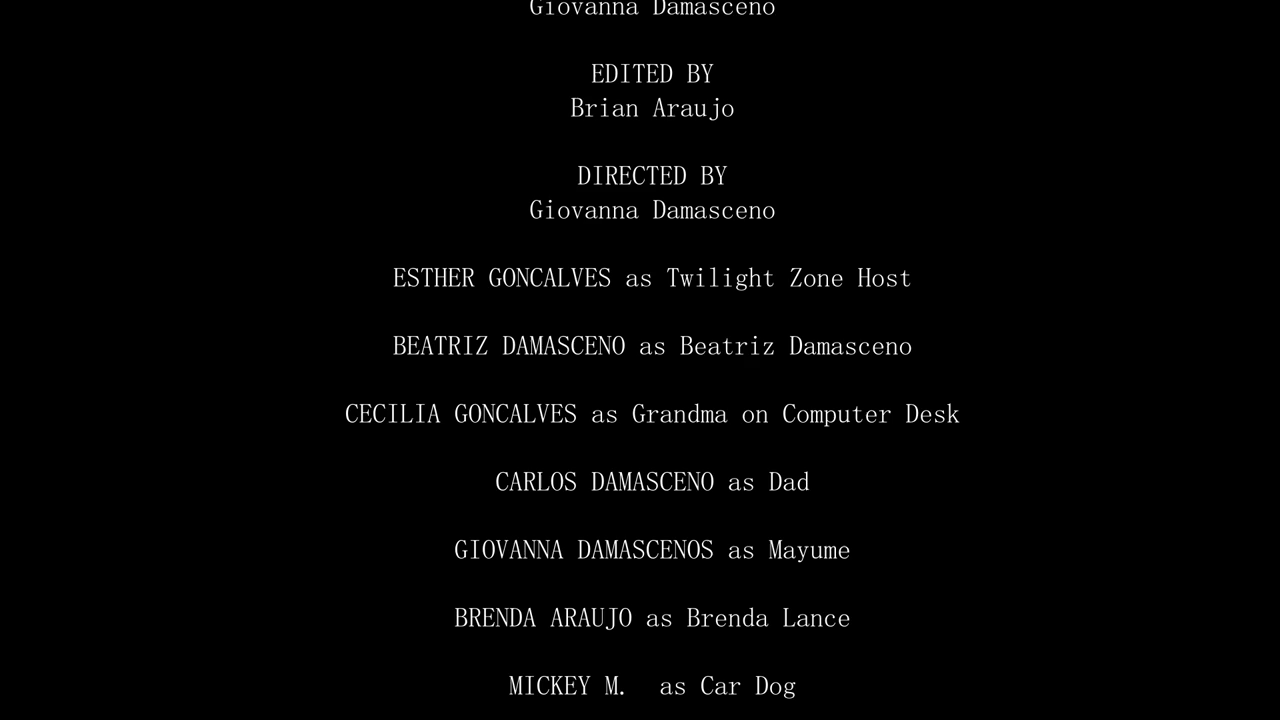 Giovanna Damasceno
EDITED BY
Brian Araujo
DIRECTED BY
Giovanna Damasceno
ESTHER GONCALVES as Twilight Zone Host
BEATRIZ DAMASCENO as Beatriz Damasceno
CECILIA GONCALVES as Grandma on Computer Desk
CARLOS DAMASCENO as Dad
GIOVANNA DAMASCENOS as Mayume
BRENDA ARAUJO as Brenda Lance
MICKEY M.  as Car Dog